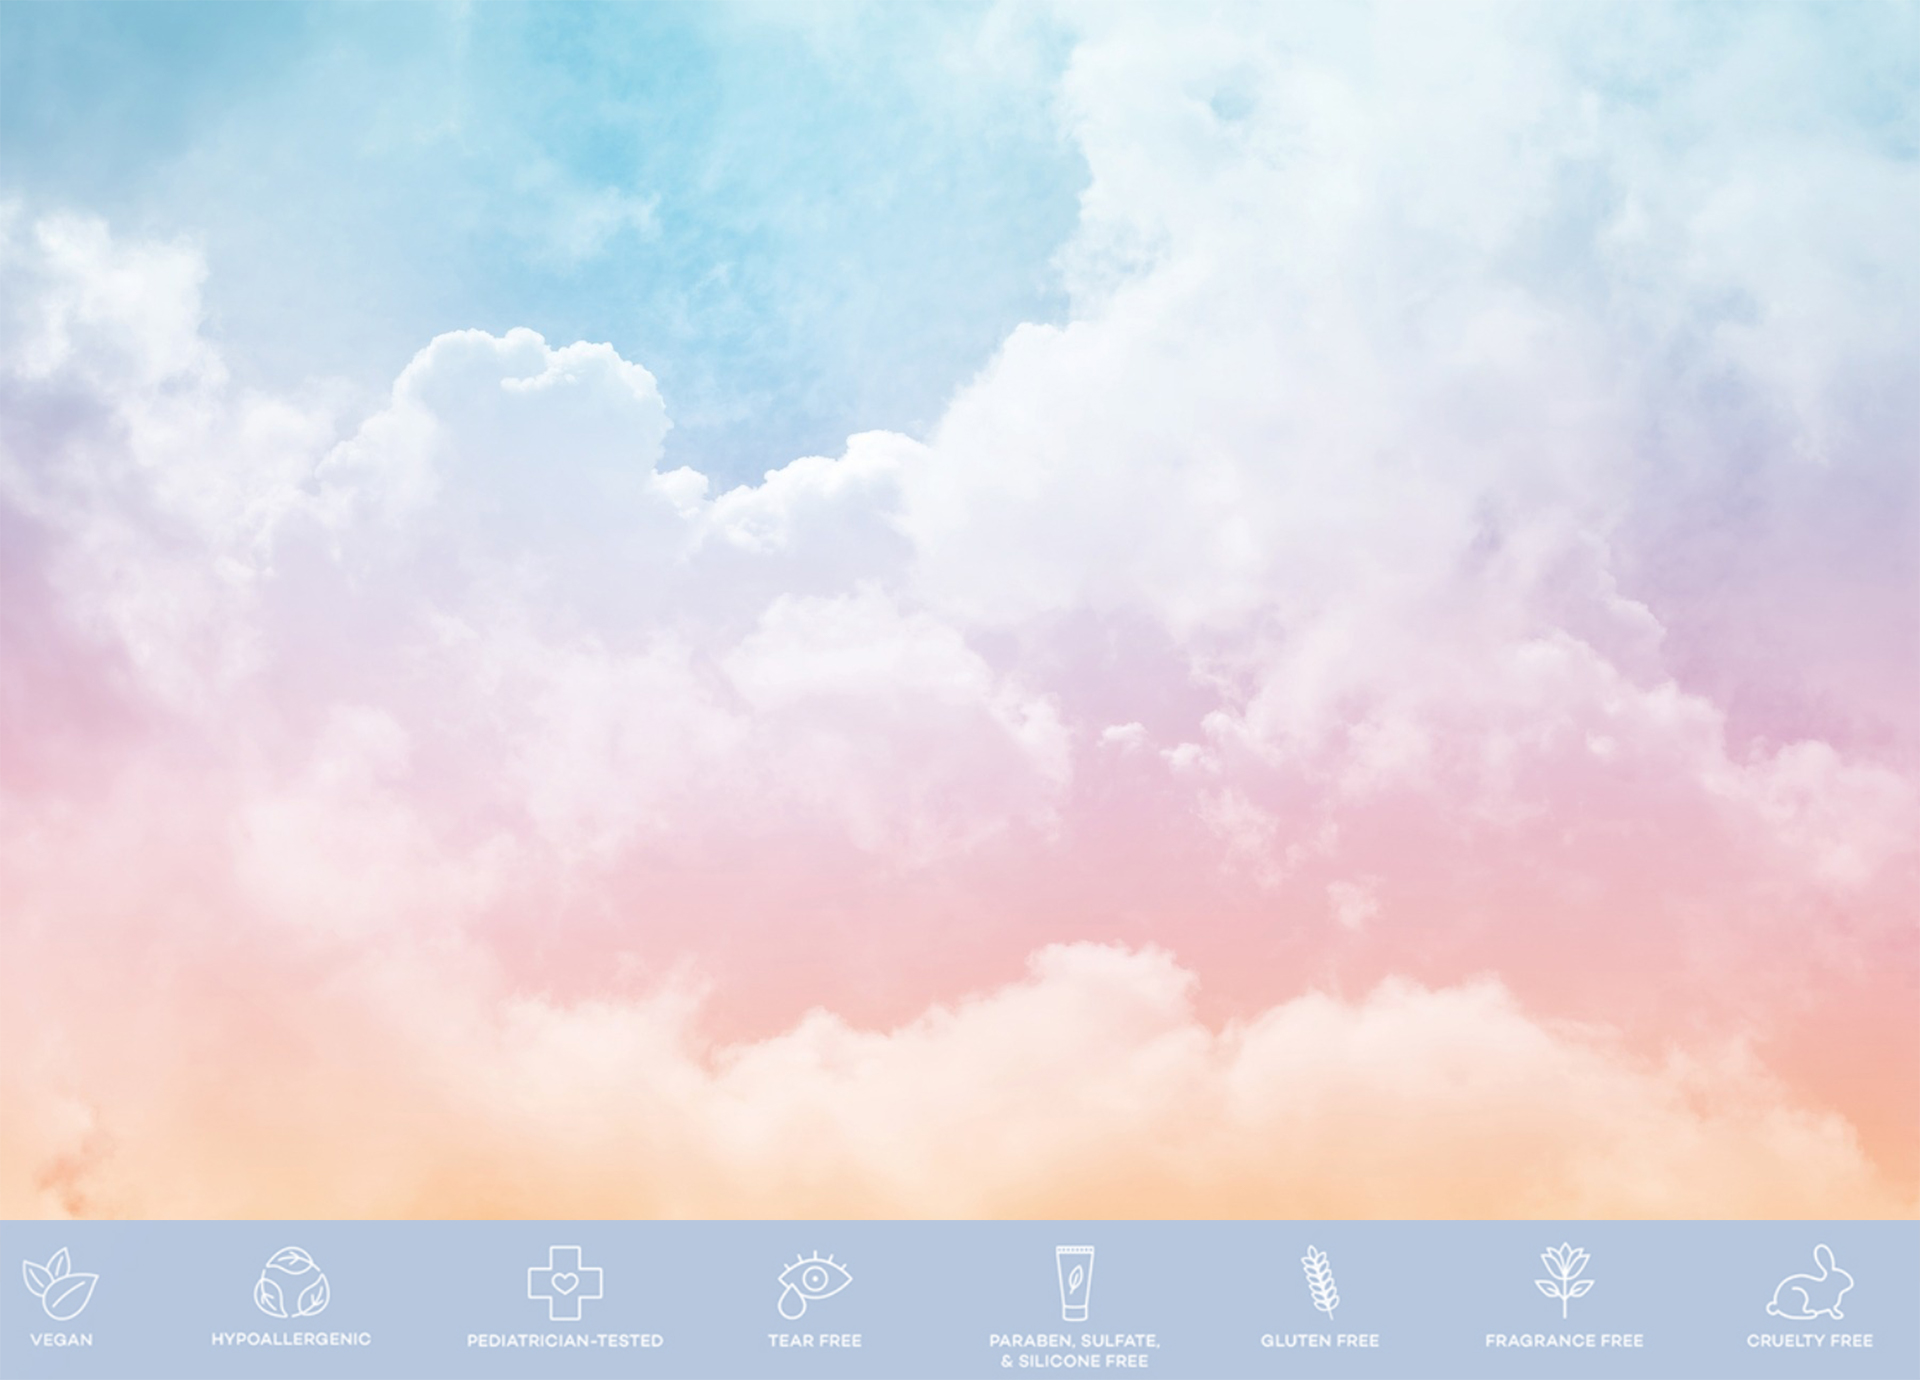 VEGAN
HYPOALLERGENIC
PEDIATRICIAN-TESTED
TEAR FREE
PARABEN, SULFATE,
& SILICONE FREE
GLUTEN FREE
FRAGRANCE FREE
CRUELTY FREE